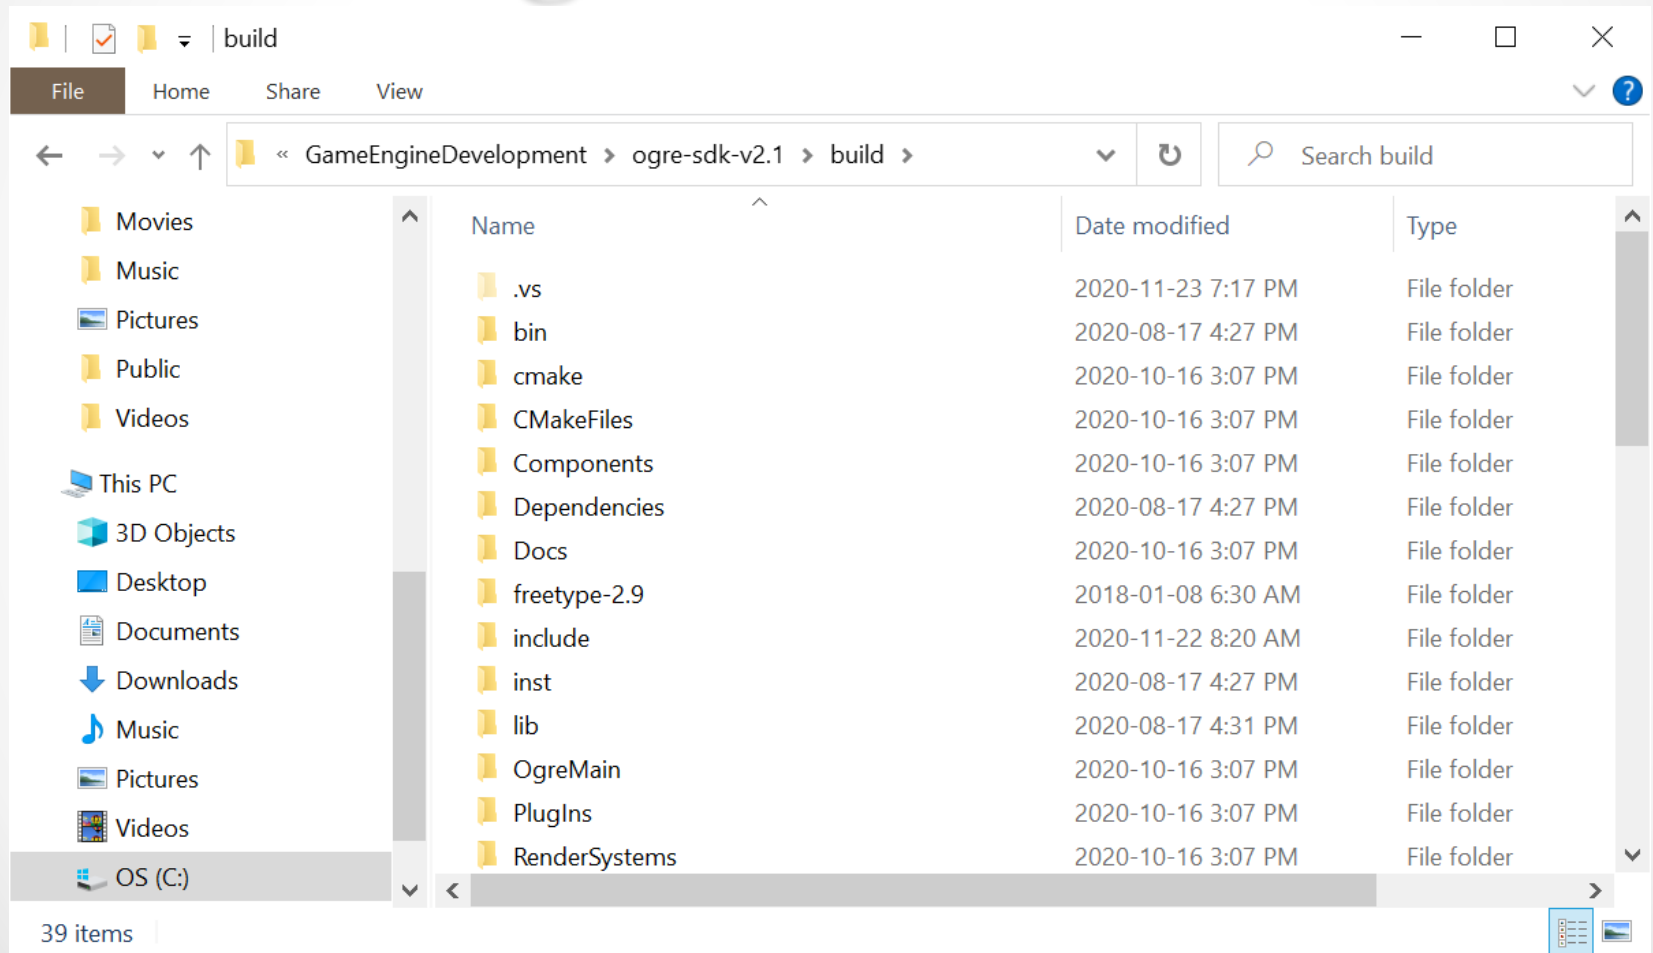 build
File Home Share View
?
« GameEngineDevelopment > ogre-sdk-v2.1 > build >
Search build
Movies
Music
Pictures
Public
Videos
This PC
3D Objects
Desktop
Documents
Downloads
Music
Pictures
Videos
OS (C:)
Name Date modified Type
.vs 2020-11-23 7:17 PM File folder
bin 2020-08-17 4:27 PM File folder
cmake 2020-10-16 3:07 PM File folder
CMakeFiles 2020-10-16 3:07 PM File folder
Components 2020-10-16 3:07 PM File folder
Dependencies 2020-08-17 4:27 PM File folder
Docs 2020-10-16 3:07 PM File folder
freetype-2.9 2018-01-08 6:30 AM File folder
include 2020-11-22 8:20 AM File folder
inst 2020-08-17 4:27 PM File folder
lib 2020-08-17 4:31 PM File folder
OgreMain 2020-10-16 3:07 PM File folder
PlugIns 2020-10-16 3:07 PM File folder
RenderSystems 2020-10-16 3:07 PM File folder
39 items